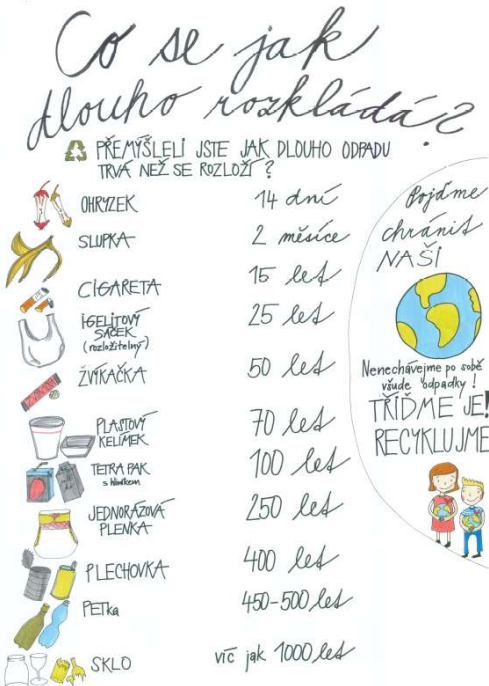 Co se jak
dlouho rozkládá?
PŘEMÝŠLELI JSTE JAK DLOUHO ODPADU
TRVÁ NEŽ SE ROZLOŽÍ?
OHRYZEK 14 dní
SLUPKA 2 měsíce
CIGARETA 15 let
IGELITOVÝ
SÁČEK
(rozložitelný) 25 let
ŽVÝKAČKA 50 let
PLASTOVÝ
KELÍMEK 70 let
TETRA PAK
s hliníkem 100 let
JEDNORÁZOVÁ
PLENKA 250 let
PLECHOVKA 400 let
PETka 450-500 let
SKLO víc jak 1000 let
Pojďme
chránit
NAŠI
Nenechávejme po sobě
všude odpadky!
TŘIĎME JE!
RECYKLUJME